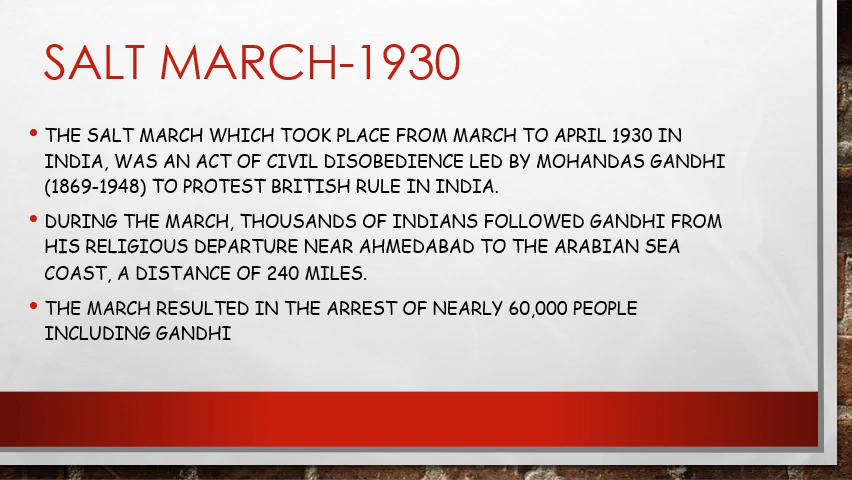 SALT MARCH-1930
• THE SALT MARCH WHICH TOOK PLACE FROM MARCH TO APRIL 1930 IN
INDIA, WAS AN ACT OF CIVIL DISOBEDIENCE LED BY MOHANDAS GANDHI
(1869-1948) TO PROTEST BRITISH RULE IN INDIA.
• DURING THE MARCH, THOUSANDS OF INDIANS FOLLOWED GANDHI FROM
HIS RELIGIOUS DEPARTURE NEAR AHMEDABAD TO THE ARABIAN SEA
COAST, A DISTANCE OF 240 MILES.
• THE MARCH RESULTED IN THE ARREST OF NEARLY 60,000 PEOPLE
INCLUDING GANDHI